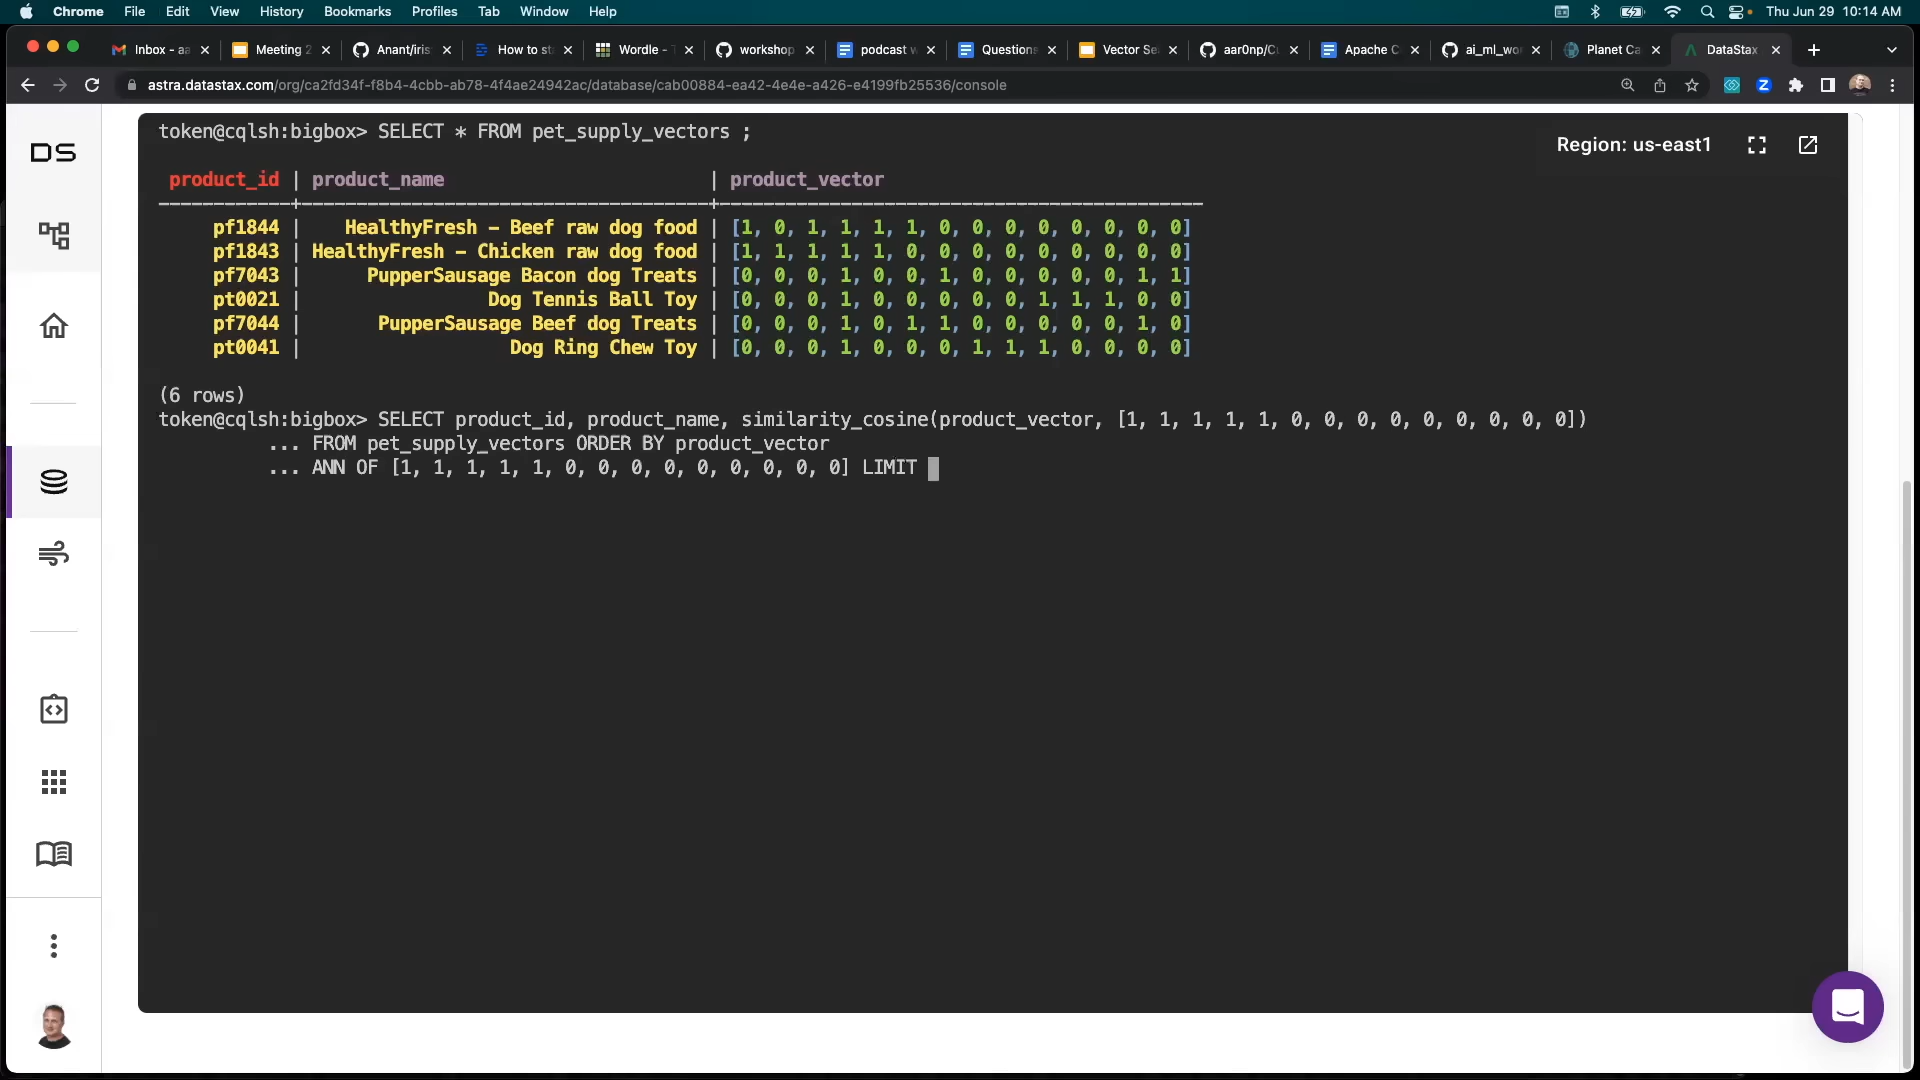 Chrome File Edit View History Bookmarks Profiles Tab Window Help Thu Jun 29 10:14 AM
Inbox - aa Meeting 2 Anant/iris How to st Wordle - workshop podcast w Questions Vector Se aar0np/C Apache C ai_ml_wo Planet Ca DataStax
astra.datastax.com/org/ca2fd34f-f8b4-4cbb-ab78-4f4ae24942ac/database/cab00884-ea42-4e4e-a426-e4199fb25536/console
DS
token@cqlsh:bigbox> SELECT * FROM pet_supply_vectors ;
Region: us-east1
product_id | product_name | product_vector
------------+--------------------------------------+--------------------------------------------
pf1844 | HealthyFresh - Beef raw dog food | [1, 0, 1, 1, 1, 1, 0, 0, 0, 0, 0, 0, 0, 0]
pf1843 | HealthyFresh - Chicken raw dog food | [1, 1, 1, 1, 1, 0, 0, 0, 0, 0, 0, 0, 0, 0]
pf7043 | PupperSausage Bacon dog Treats | [0, 0, 0, 1, 0, 0, 1, 0, 0, 0, 0, 0, 1, 1]
pt0021 | Dog Tennis Ball Toy | [0, 0, 0, 1, 0, 0, 0, 0, 0, 1, 1, 1, 0, 0]
pf7044 | PupperSausage Beef dog Treats | [0, 0, 0, 1, 0, 1, 1, 0, 0, 0, 0, 0, 1, 0]
pt0041 | Dog Ring Chew Toy | [0, 0, 0, 1, 0, 0, 0, 1, 1, 1, 0, 0, 0, 0]
(6 rows)
token@cqlsh:bigbox> SELECT product_id, product_name, similarity_cosine(product_vector, [1, 1, 1, 1, 1, 0, 0, 0, 0, 0, 0, 0, 0, 0])
... FROM pet_supply_vectors ORDER BY product_vector
... ANN OF [1, 1, 1, 1, 1, 0, 0, 0, 0, 0, 0, 0, 0, 0] LIMIT